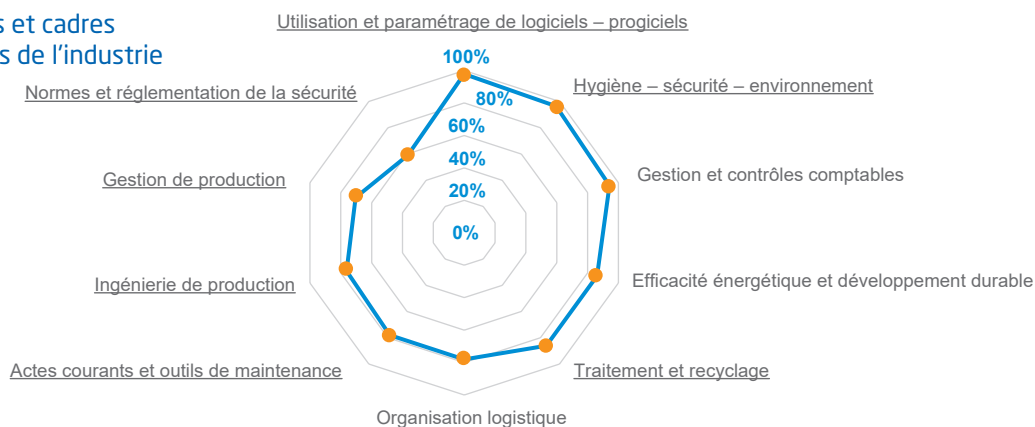 s et cadres
s de l'industrie
Utilisation et paramétrage de logiciels – progiciels
100%
Hygiène – sécurité – environnement
Normes et réglementation de la sécurité
80%
60%
40%
Gestion et contrôles comptables
Gestion de production
20%
0%
Efficacité énergétique et développement durable
Ingénierie de production
Actes courants et outils de maintenance
Traitement et recyclage
Organisation logistique